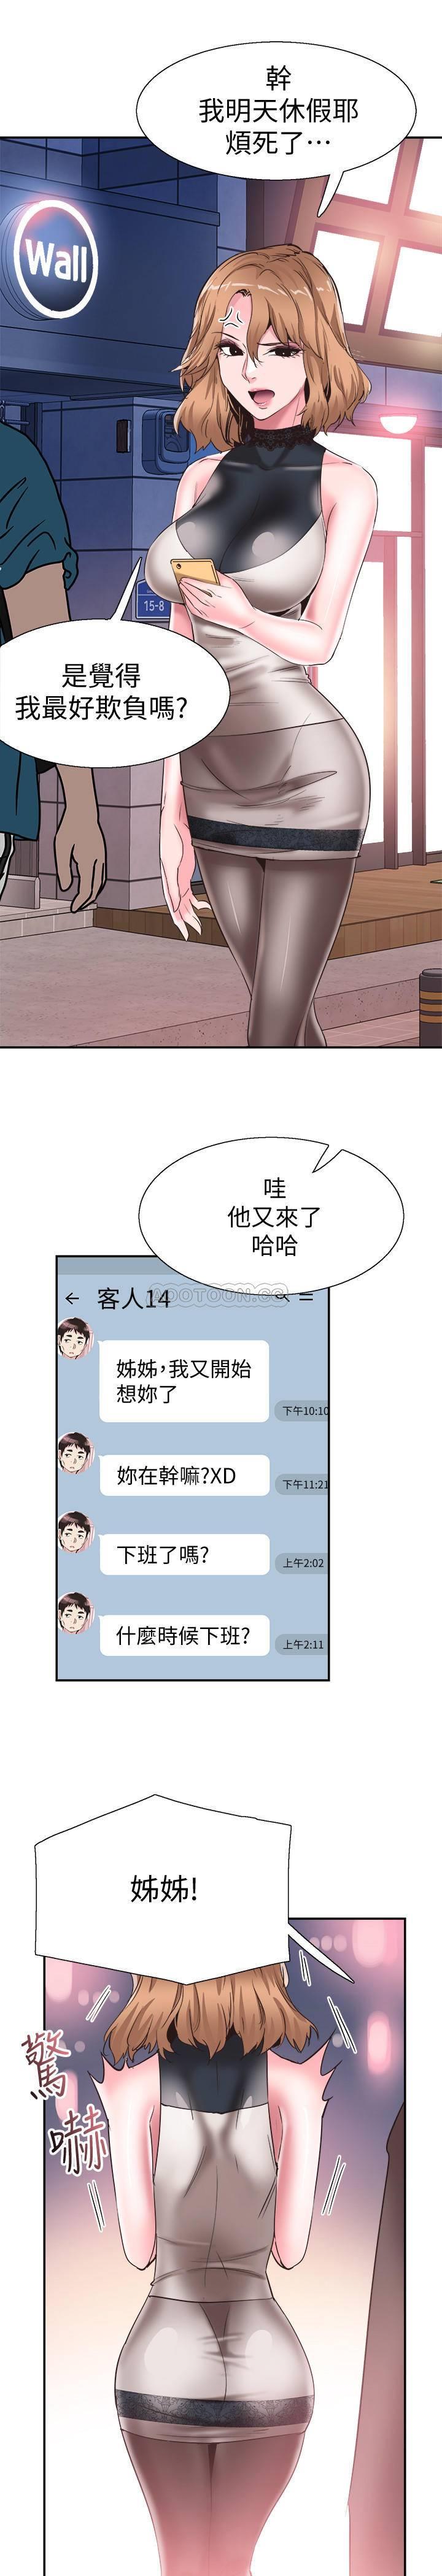 幹
我明天休假耶
煩死了…
Wall
15-8
是覺得
我最好欺負嗎?
哇
他又來了
哈哈
← 客人14
姊姊,我又開始
想妳了
下午10:10
妳在幹嘛?XD
下午11:21
下班了嗎?
上午2:02
什麼時候下班?
上午2:11
姊姊!
驚
嚇